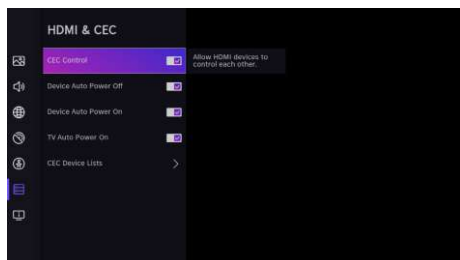 HDMI & CEC
CEC Control
Allow HDMI devices to
control each other.
Device Auto Power Off
Device Auto Power On
TV Auto Power On
CEC Device Lists